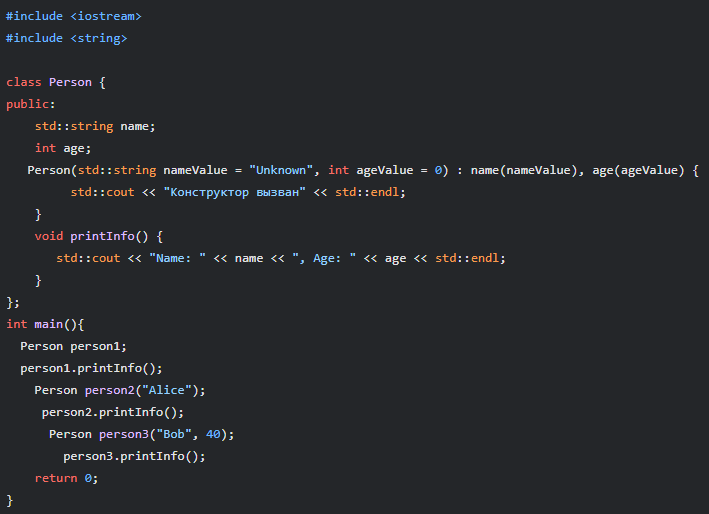 #include <iostream>
#include <string>

class Person {
public:
    std::string name;
    int age;
   Person(std::string nameValue = "Unknown", int ageValue = 0) : name(nameValue), age(ageValue) {
         std::cout << "Конструктор вызван" << std::endl;
    }
    void printInfo() {
       std::cout << "Name: " << name << ", Age: " << age << std::endl;
    }
};
int main(){
  Person person1;
  person1.printInfo();
    Person person2("Alice");
     person2.printInfo();
      Person person3("Bob", 40);
        person3.printInfo();
    return 0;
}